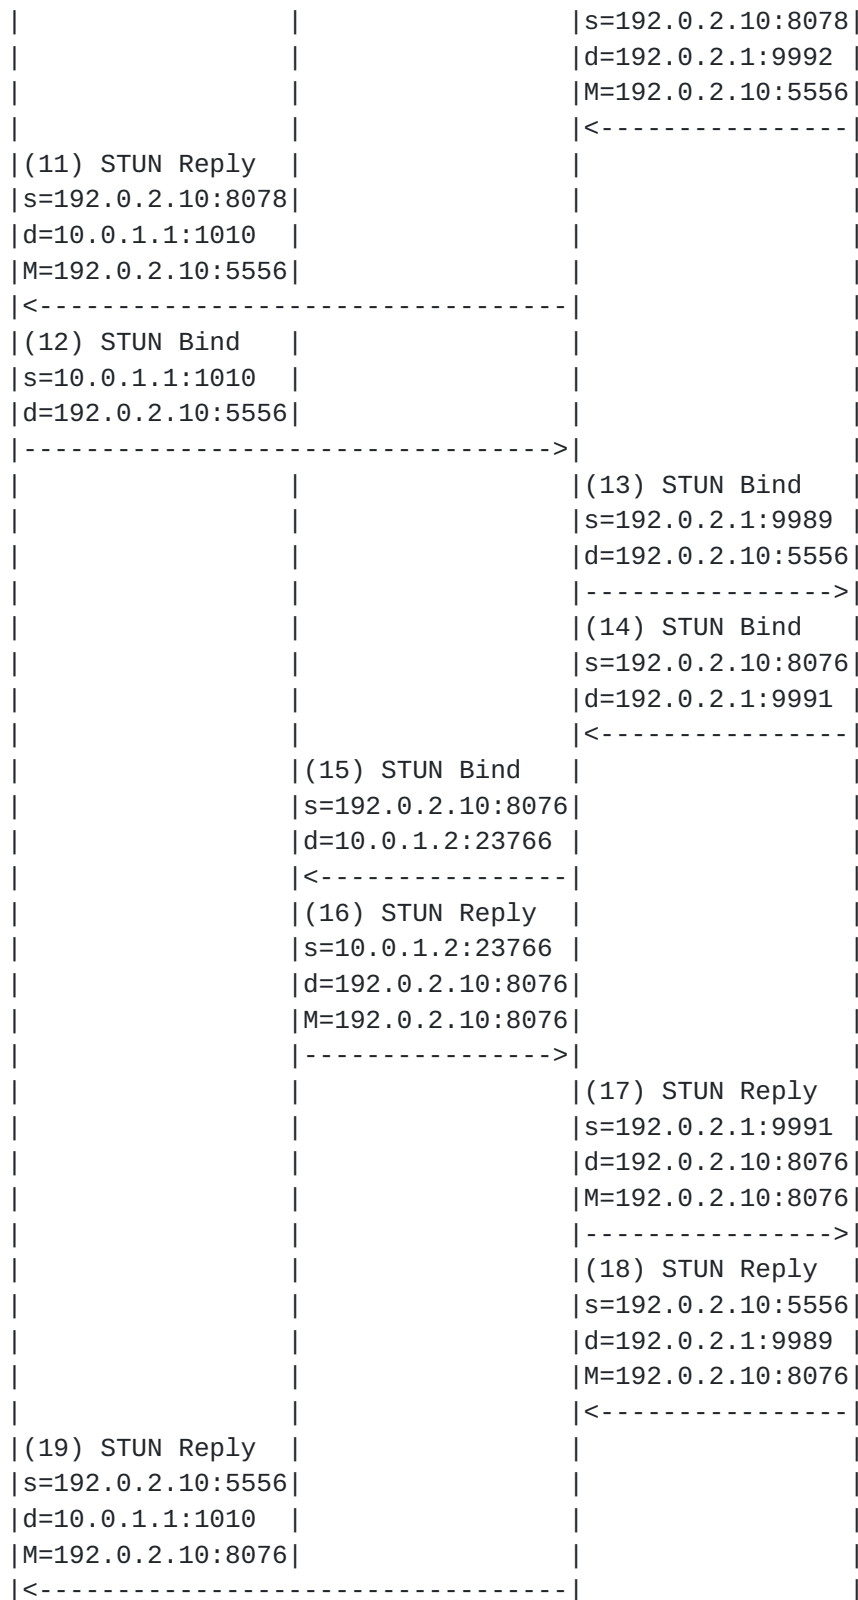 |                 |                 |s=192.0.2.10:8078|
|                 |                 |d=192.0.2.1:9992 |
|                 |                 |M=192.0.2.10:5556|
|                 |                 |<----------------|
|(11) STUN Reply  |                 |                 |
|s=192.0.2.10:8078|                 |                 |
|d=10.0.1.1:1010  |                 |                 |
|M=192.0.2.10:5556|                 |                 |
|<----------------------------------|                 |
|(12) STUN Bind   |                 |                 |
|s=10.0.1.1:1010  |                 |                 |
|d=192.0.2.10:5556|                 |                 |
|---------------------------------->|                 |
|                 |                 |(13) STUN Bind   |
|                 |                 |s=192.0.2.1:9989 |
|                 |                 |d=192.0.2.10:5556|
|                 |                 |---------------->|
|                 |                 |(14) STUN Bind   |
|                 |                 |s=192.0.2.10:8076|
|                 |                 |d=192.0.2.1:9991 |
|                 |                 |<----------------|
|                 |(15) STUN Bind   |                 |
|                 |s=192.0.2.10:8076|                 |
|                 |d=10.0.1.2:23766 |                 |
|                 |<----------------|                 |
|                 |(16) STUN Reply  |                 |
|                 |s=10.0.1.2:23766 |                 |
|                 |d=192.0.2.10:8076|                 |
|                 |M=192.0.2.10:8076|                 |
|                 |---------------->|                 |
|                 |                 |(17) STUN Reply  |
|                 |                 |s=192.0.2.1:9991 |
|                 |                 |d=192.0.2.10:8076|
|                 |                 |M=192.0.2.10:8076|
|                 |                 |---------------->|
|                 |                 |(18) STUN Reply  |
|                 |                 |s=192.0.2.10:5556|
|                 |                 |d=192.0.2.1:9989 |
|                 |                 |M=192.0.2.10:8076|
|                 |                 |<----------------|
|(19) STUN Reply  |                 |                 |
|s=192.0.2.10:5556|                 |                 |
|d=10.0.1.1:1010  |                 |                 |
|M=192.0.2.10:8076|                 |                 |
|<----------------------------------|                 |